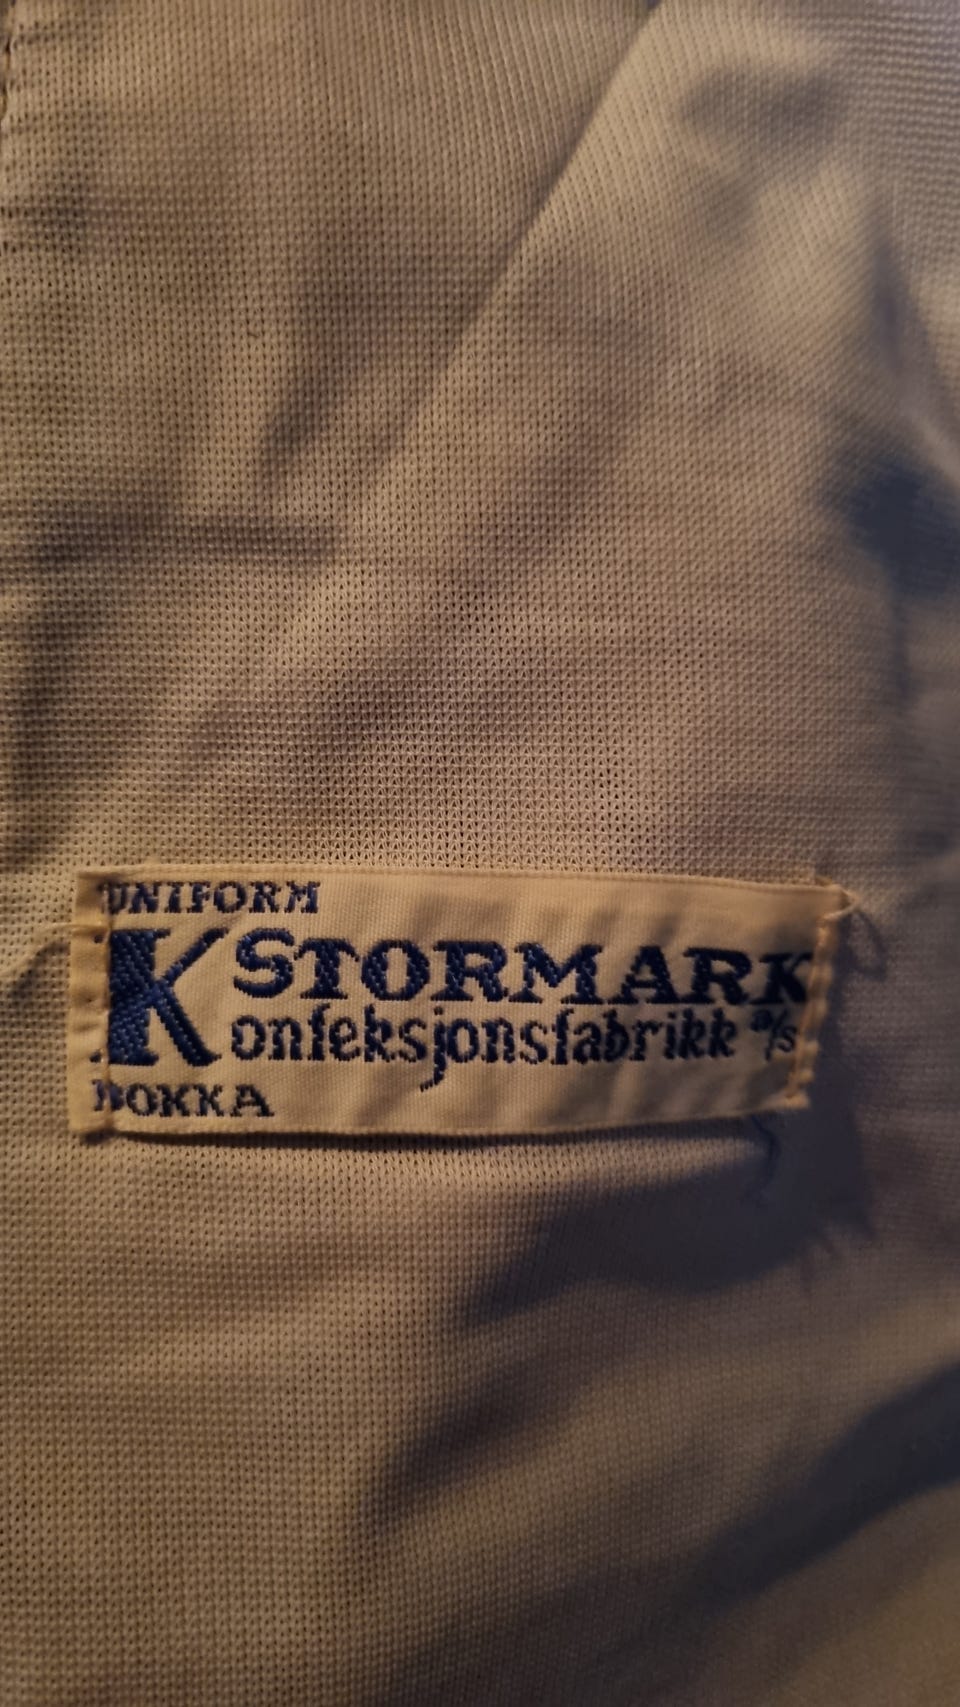 UNIFORM
STORMARK
Konfeksjonsfabrikk a/s
DOKKA